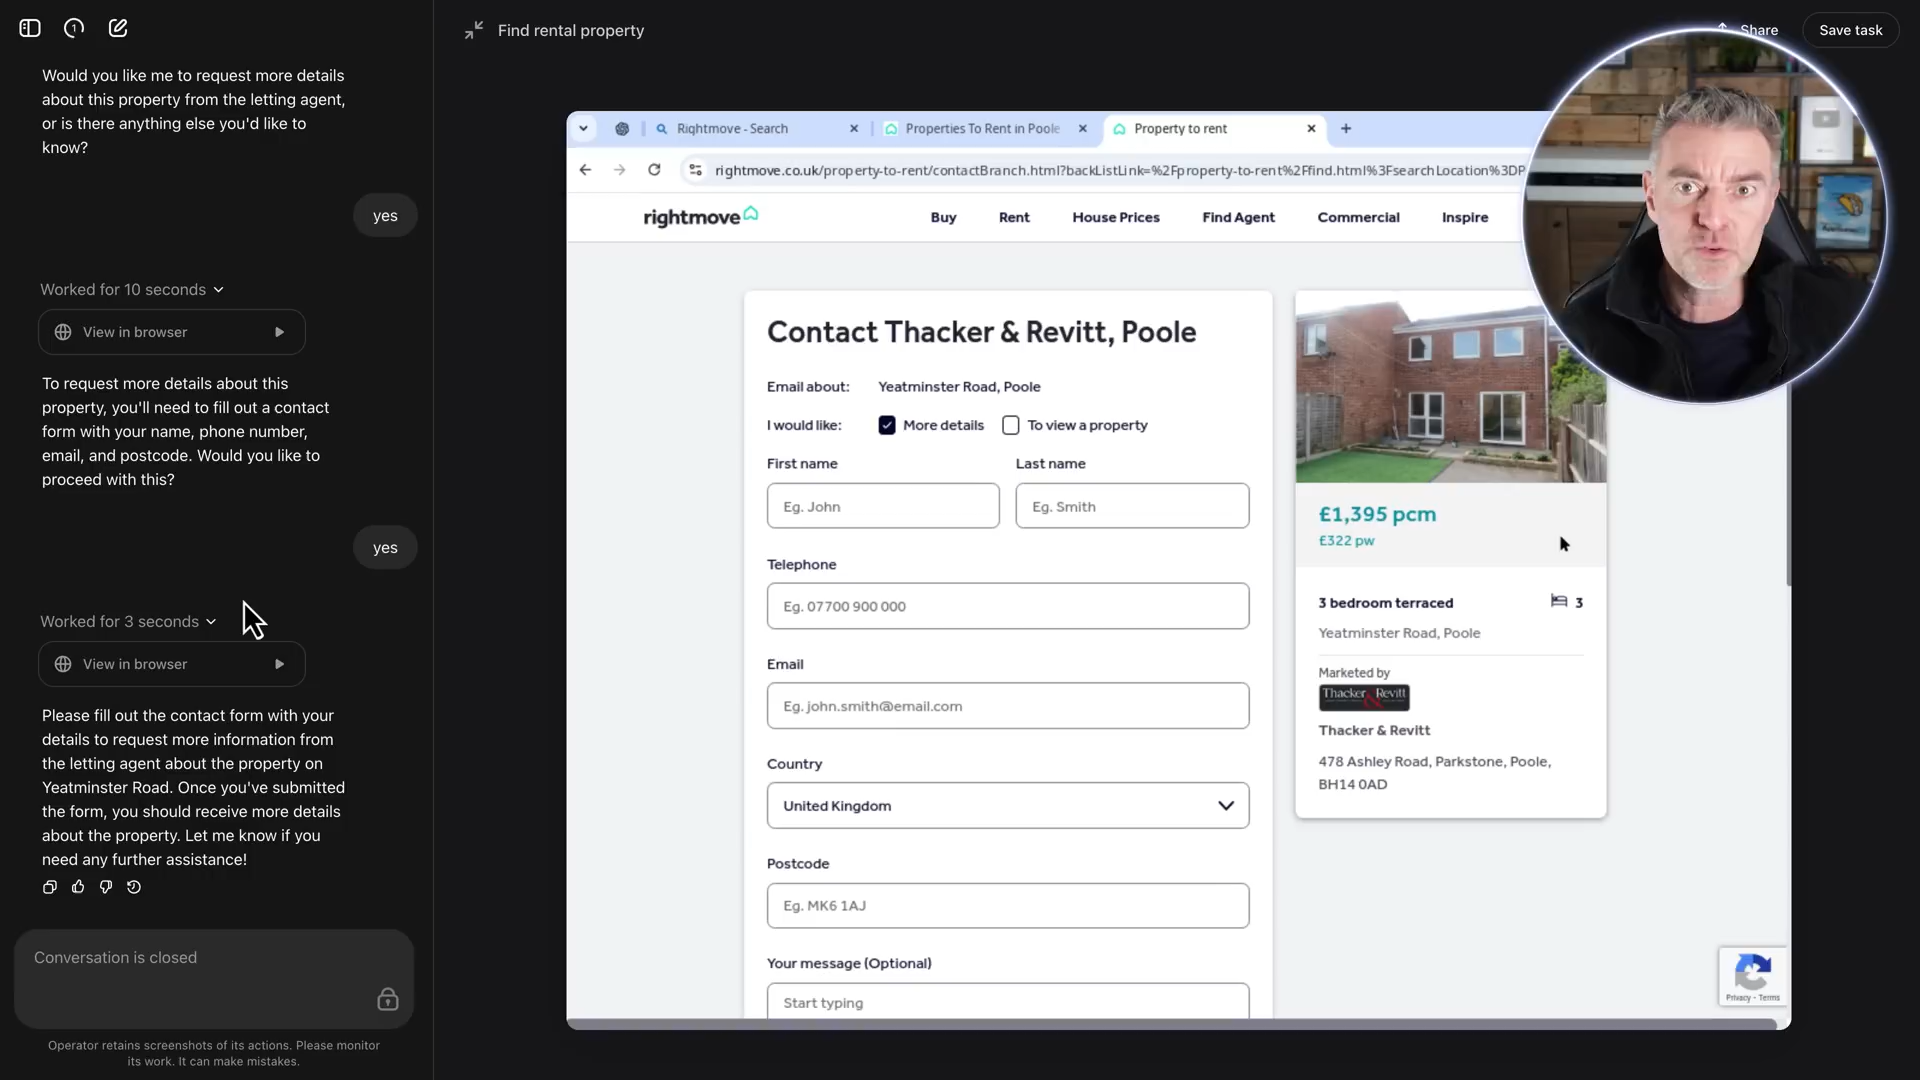 Find rental property
Share
Save task
Would you like me to request more details
about this property from the letting agent,
or is there anything else you'd like to
know?
yes
Worked for 10 seconds
View in browser
To request more details about this
property, you'll need to fill out a contact
form with your name, phone number,
email, and postcode. Would you like to
proceed with this?
yes
Worked for 3 seconds
View in browser
Please fill out the contact form with your
details to request more information from
the letting agent about the property on
Yeatminster Road. Once you've submitted
the form, you should receive more details
about the property. Let me know if you
need any further assistance!
Conversation is closed
Operator retains screenshots of its actions. Please monitor
its work. It can make mistakes.
Rightmove - Search
Properties To Rent in Poole
Property to rent
rightmove.co.uk/property-to-rent/contactBranch.html?backListLink=%2Fproperty-to-rent%2Ffind.html%3FsearchLocation%3DP
rightmove
Buy
Rent
House Prices
Find Agent
Commercial
Inspire
Contact Thacker & Revitt, Poole
Email about: Yeatminster Road, Poole
I would like: More details To view a property
First name
Last name
Eg. John
Eg. Smith
Telephone
Eg. 07700 900 000
Email
Eg. john.smith@email.com
Country
United Kingdom
Postcode
Eg. MK6 1AJ
Your message (Optional)
Start typing
£1,395 pcm
£322 pw
3 bedroom terraced
3
Yeatminster Road, Poole
Marketed by
Thacker & Revitt
Thacker & Revitt
478 Ashley Road, Parkstone, Poole,
BH14 0AD
Privacy - Terms